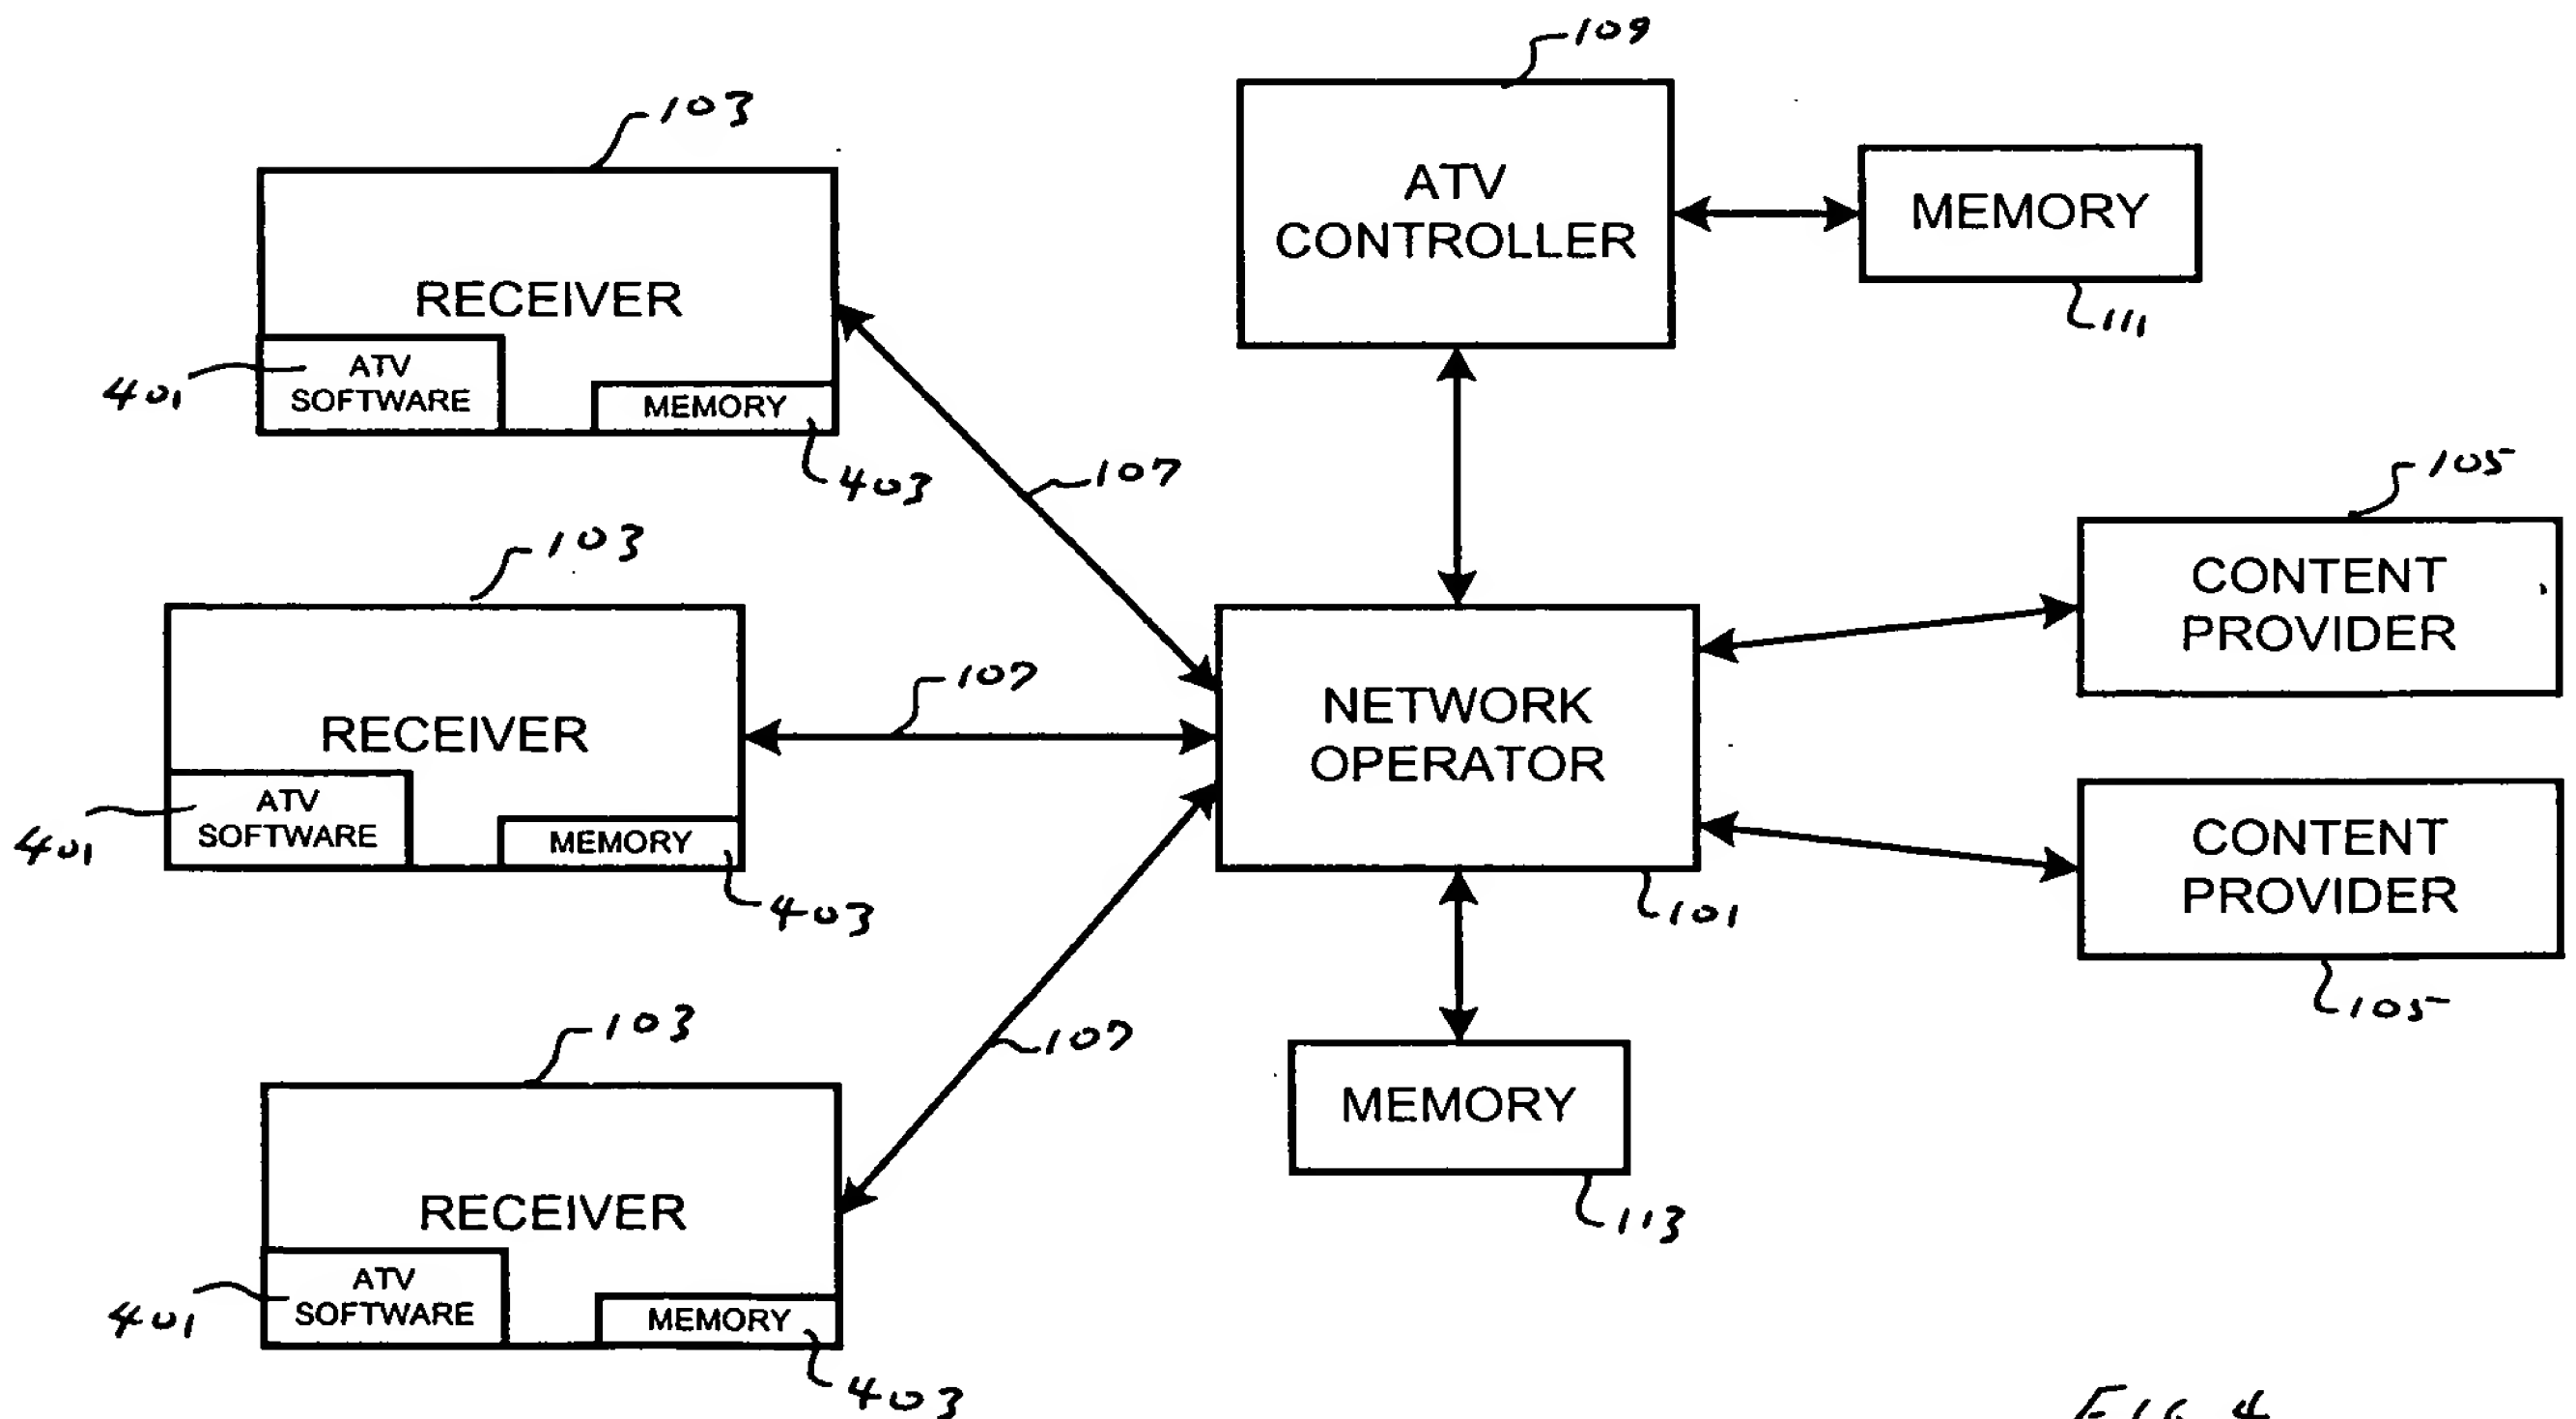 109
ATV
CONTROLLER
MEMORY
111
103
RECEIVER
ATV
SOFTWARE
MEMORY
401
403
107
105
CONTENT
PROVIDER
103
RECEIVER
ATV
SOFTWARE
MEMORY
401
403
107
NETWORK
OPERATOR
101
CONTENT
PROVIDER
105
103
RECEIVER
ATV
SOFTWARE
MEMORY
401
403
107
MEMORY
113
FIG. 4